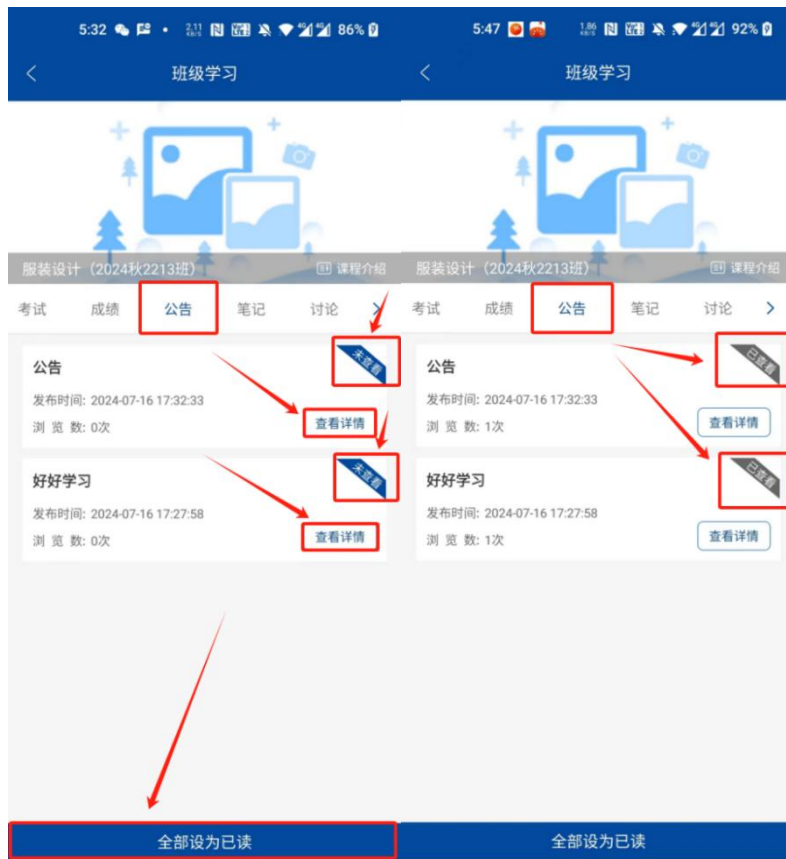 5:32 2.11 KB/S 86%
班级学习
服装设计（2024秋2213班） 课程介绍
考试 成绩 公告 笔记 讨论 >
未查看
公告
发布时间: 2024-07-16 17:32:33
浏 览 数: 0次 查看详情
未查看
好好学习
发布时间: 2024-07-16 17:27:58
浏 览 数: 0次 查看详情
全部设为已读
5:47 1.86 KB/S 92%
班级学习
服装设计（2024秋2213班） 课程介绍
考试 成绩 公告 笔记 讨论 >
已查看
公告
发布时间: 2024-07-16 17:32:33
浏 览 数: 1次 查看详情
已查看
好好学习
发布时间: 2024-07-16 17:27:58
浏 览 数: 1次 查看详情
全部设为已读